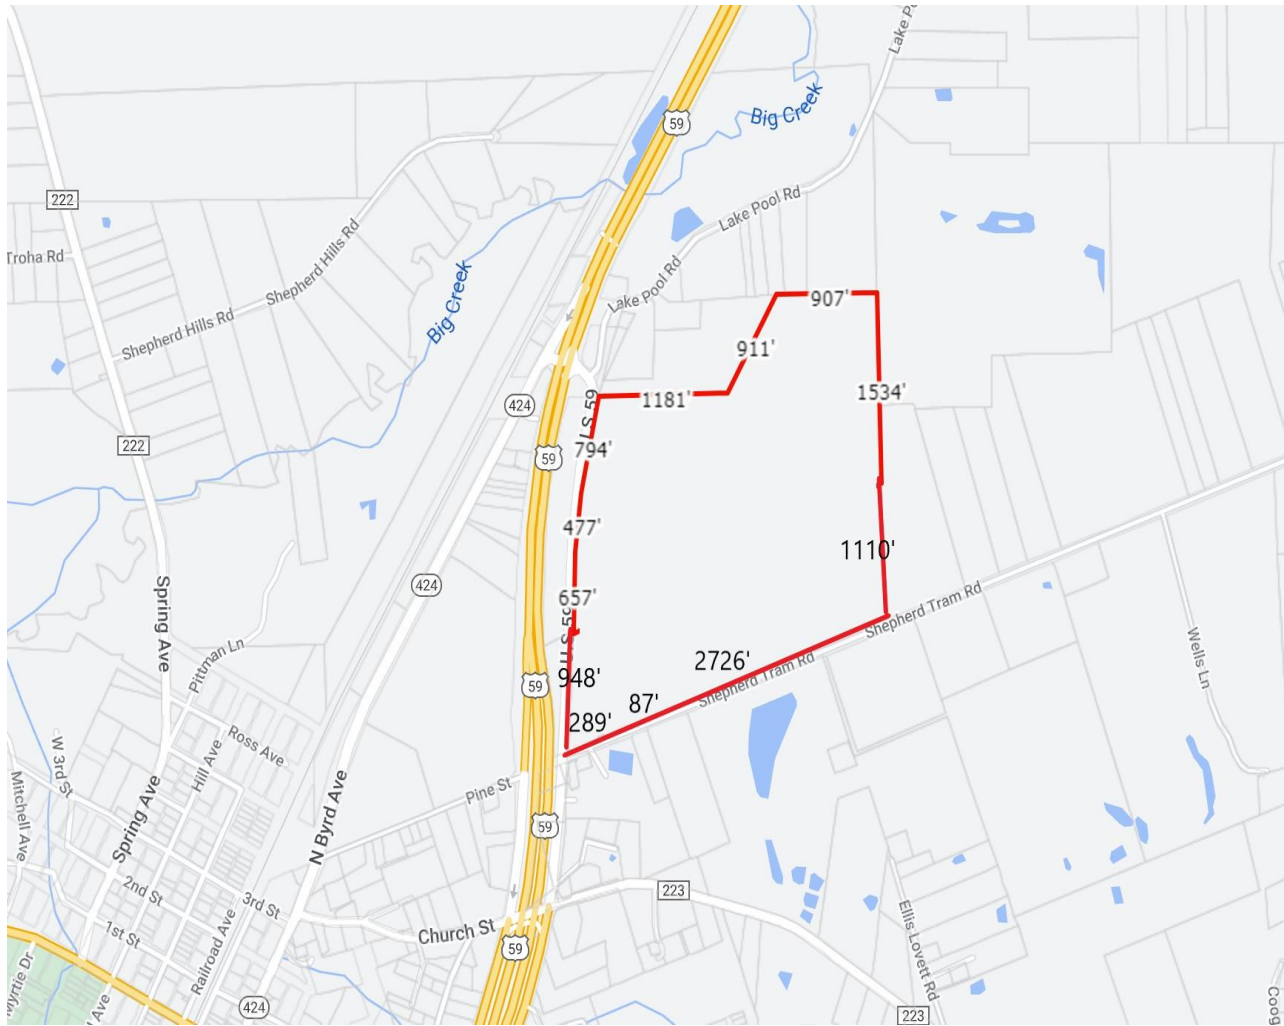 Lake Po
59
Big Creek
222
Lake Pool Rd
Troha Rd
Shepherd Hills Rd
Lake Pool Rd
Big Creek
907'
Shepherd Hills Rd
911'
1534'
1181'
424
U.S 59
222
794'
59
477'
1110'
424
657'
Spring Ave
Shepherd Tram Rd
U.S 59
Pittman Ln
Wells Ln
2726'
948'
59
Shepherd Tram Rd
87'
289'
Ross Ave
W 3rd St
Hill Ave
Mitchell Ave
Spring Ave
Pine St
N Byrd Ave
59
2nd St
223
3rd St
1st St
Church St
59
Railroad Ave
Ellis Lovett Rd
Myrtle Dr
d Ave
424
223
Coog